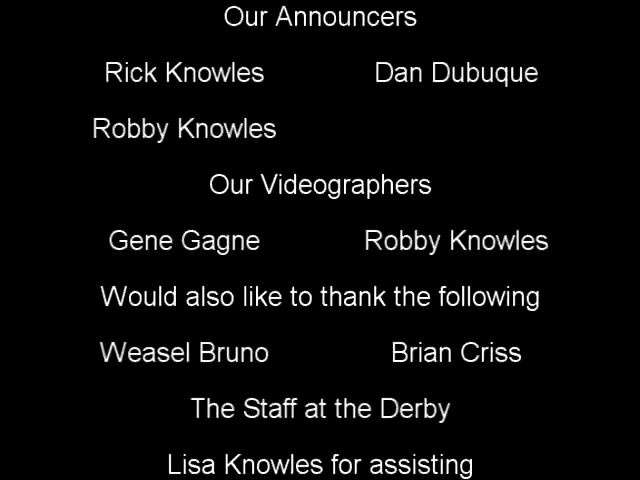 Our Announcers
Rick Knowles Dan Dubuque
Robby Knowles
Our Videographers
Gene Gagne Robby Knowles
Would also like to thank the following
Weasel Bruno Brian Criss
The Staff at the Derby
Lisa Knowles for assisting